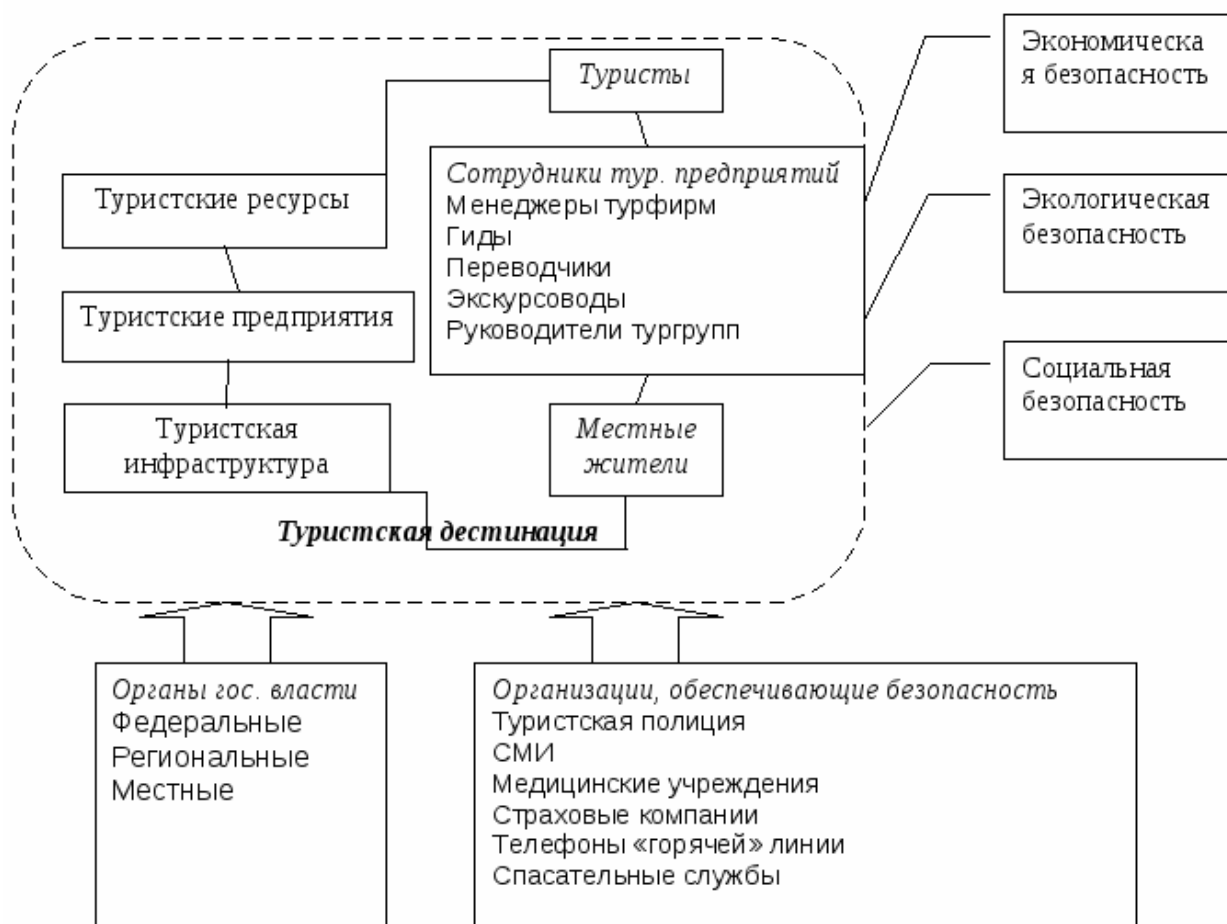 Туристы
Сотрудники тур. предприятий
Менеджеры турфирм
Гиды
Переводчики
Экскурсоводы
Руководители тургрупп
Местные
жители
Туристские ресурсы
Туристские предприятия
Туристская
инфраструктура
Туристская дестинация
Экономическа
я безопасность
Экологическая
безопасность
Социальная
безопасность
Органы гос. власти
Федеральные
Региональные
Местные
Организации, обеспечивающие безопасность
Туристская полиция
СМИ
Медицинские учреждения
Страховые компании
Телефоны «горячей» линии
Спасательные службы